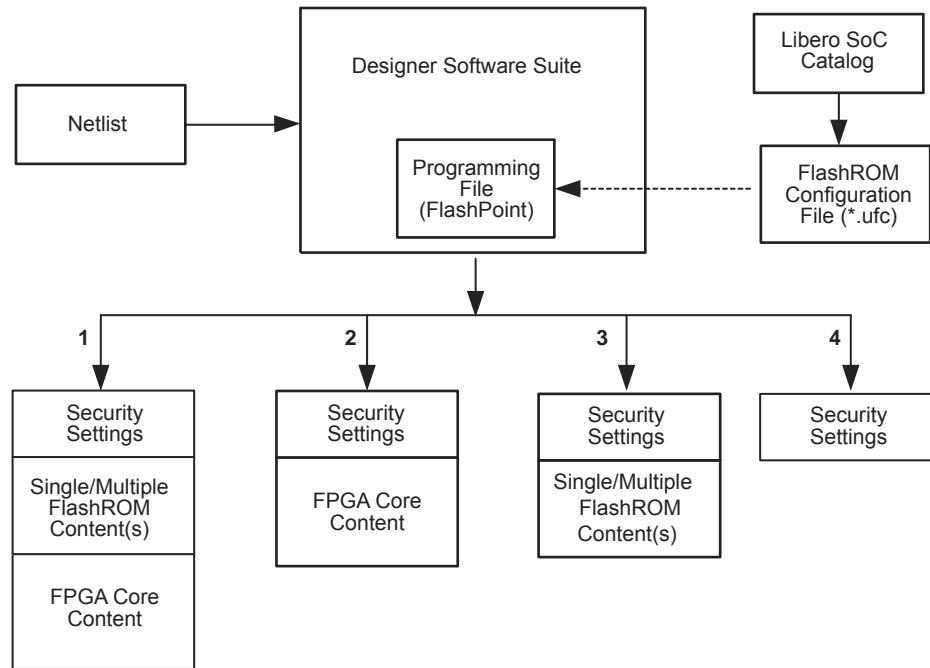 Designer Software Suite
Libero SoC
Catalog
Netlist
Programming
File
(FlashPoint)
FlashROM
Configuration
File (*.ufc)
1
2
3
4
Security
Settings
Single/Multiple
FlashROM
Content(s)
FPGA Core
Content
Security
Settings
FPGA Core
Content
Security
Settings
Single/Multiple
FlashROM
Content(s)
Security
Settings